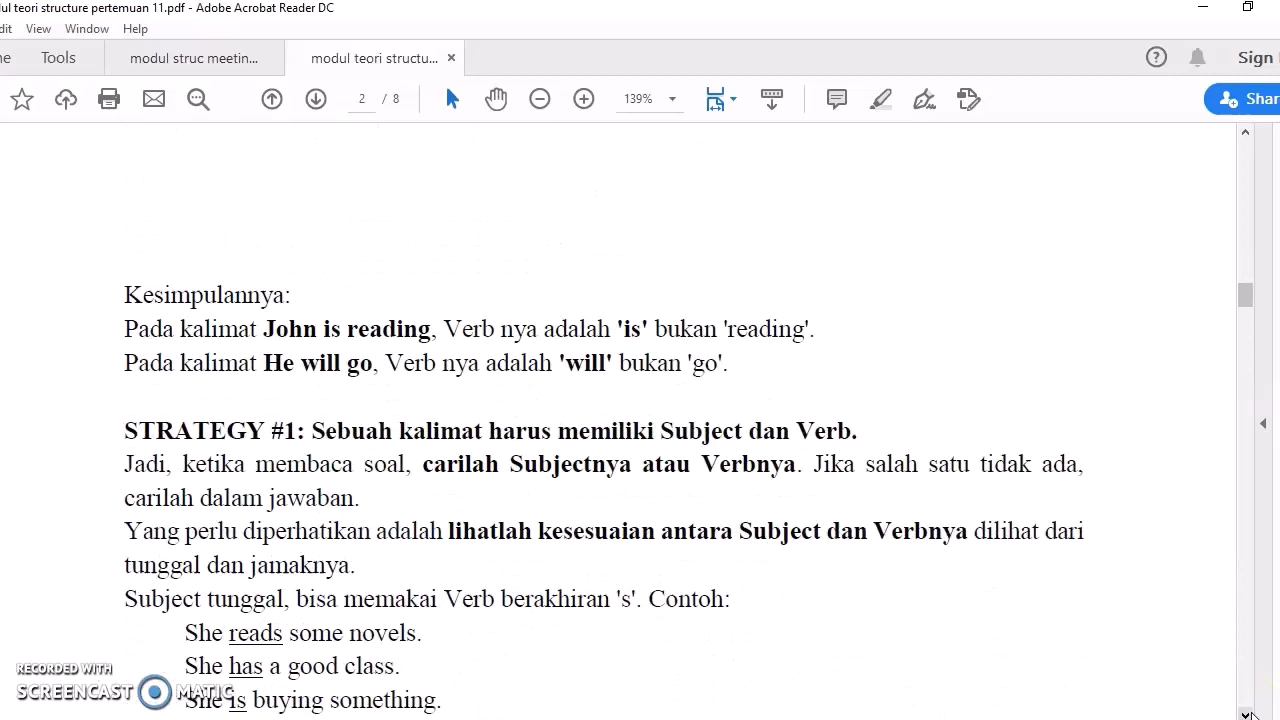 lul teori structure pertemuan 11.pdf - Adobe Acrobat Reader DC
dit View Window Help
ne Tools modul struc meetin... modul teori structu... × Sign
2 / 8 139% Shar
Kesimpulannya:
Pada kalimat John is reading, Verb nya adalah 'is' bukan 'reading'.
Pada kalimat He will go, Verb nya adalah 'will' bukan 'go'.
STRATEGY #1: Sebuah kalimat harus memiliki Subject dan Verb.
Jadi, ketika membaca soal, carilah Subjectnya atau Verbnya. Jika salah satu tidak ada,
carilah dalam jawaban.
Yang perlu diperhatikan adalah lihatlah kesesuaian antara Subject dan Verbnya dilihat dari
tunggal dan jamaknya.
Subject tunggal, bisa memakai Verb berakhiran 's'. Contoh:
She reads some novels.
She has a good class.
She is buying something.
RECORDED WITH
SCREENCAST MATIC